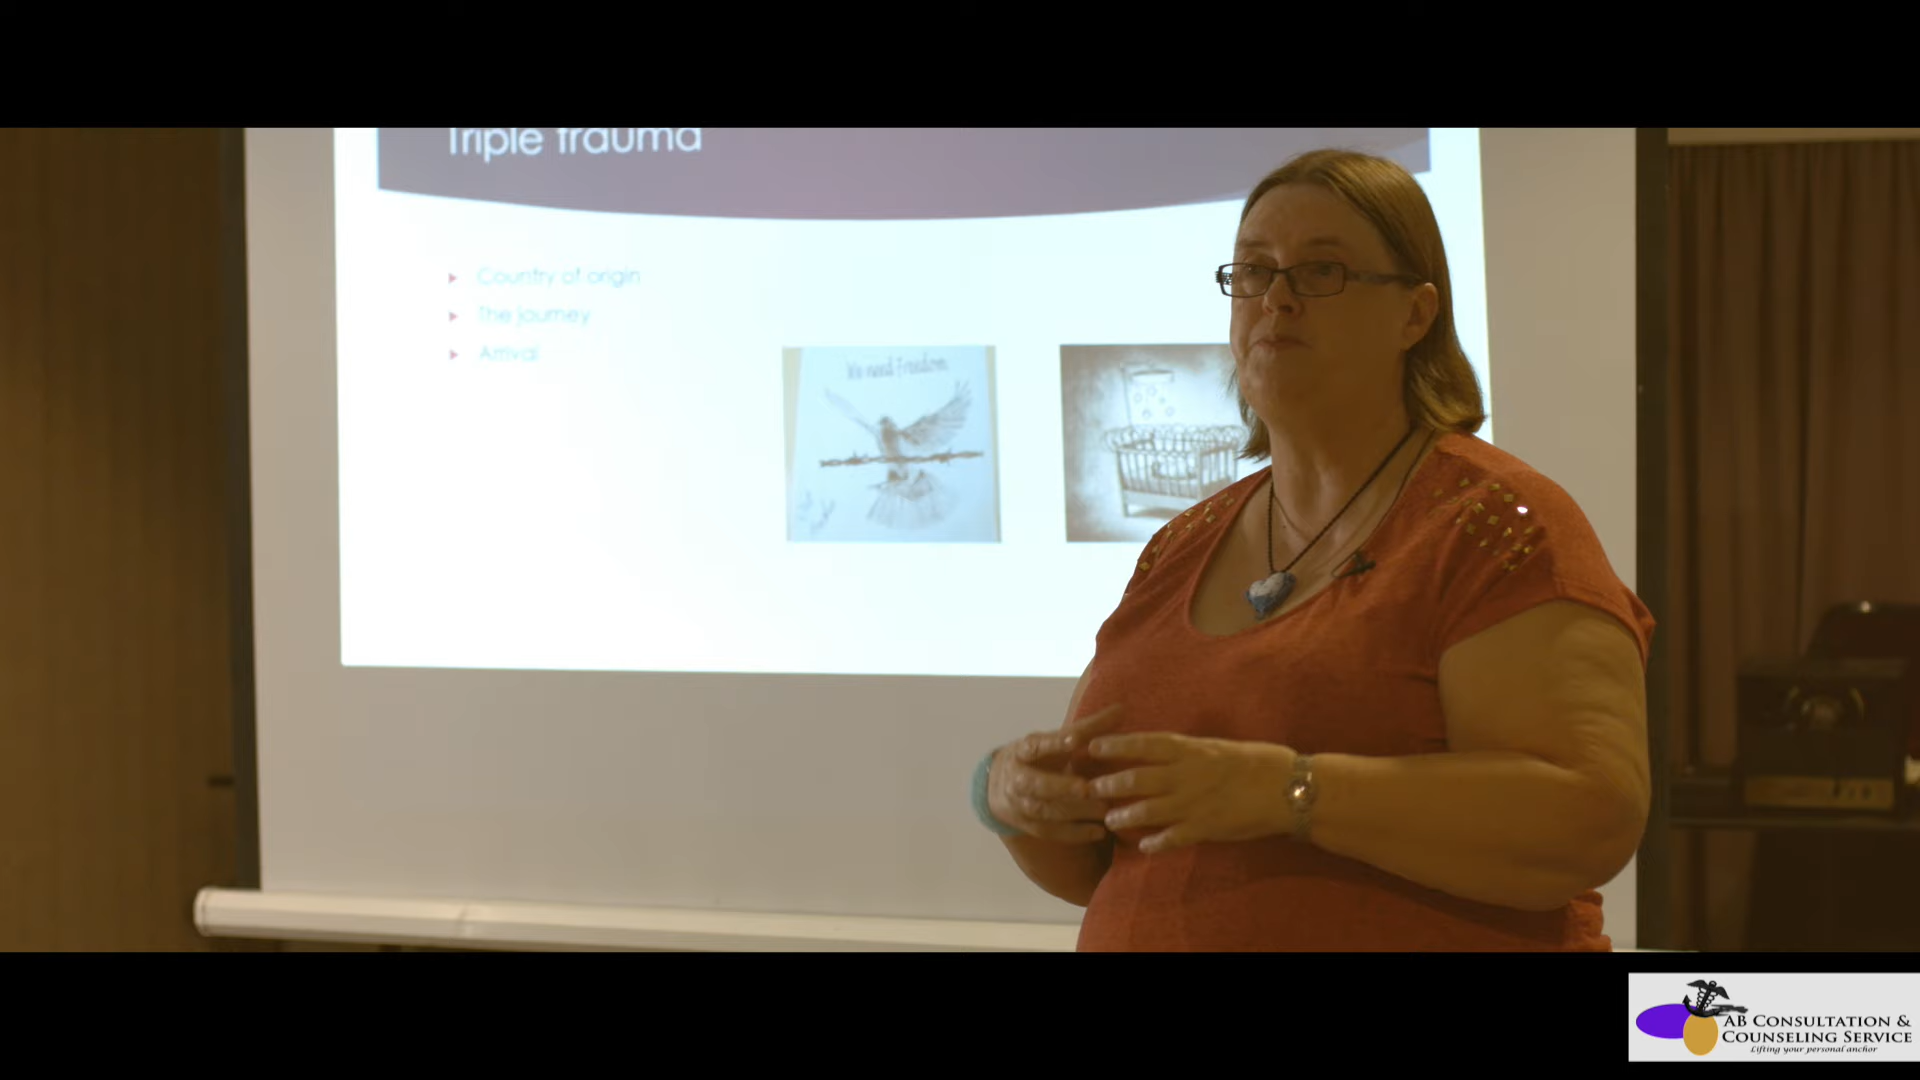 Triple trauma
Country of origin
The journey
Arrival
We need Freedom
AB CONSULTATION &
COUNSELING SERVICE
Lifting your personal anchor